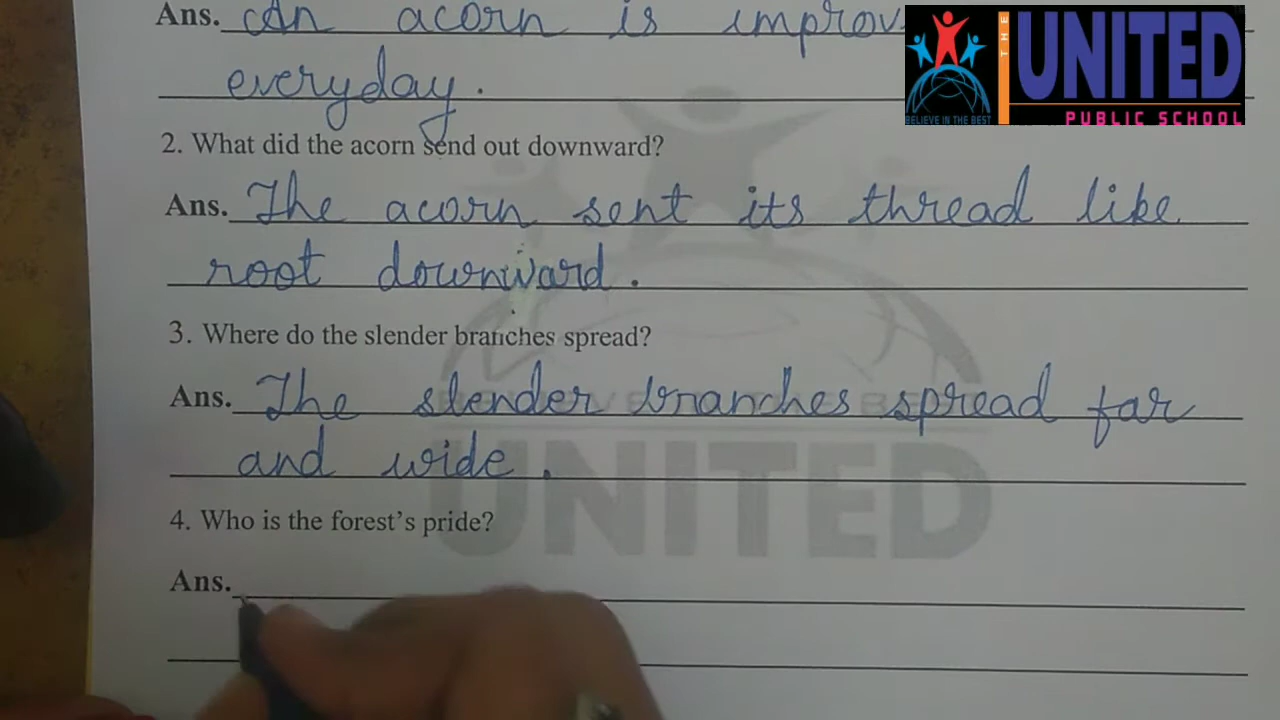 Ans. An acorn is improv
THE UNITED
PUBLIC SCHOOL
BELIEVE IN THE BEST
everyday.
2. What did the acorn send out downward?
Ans. The acorn sent its thread like
root downward.
3. Where do the slender branches spread?
Ans. The slender branches spread far
and wide.
4. Who is the forest's pride?
Ans.
UNITED